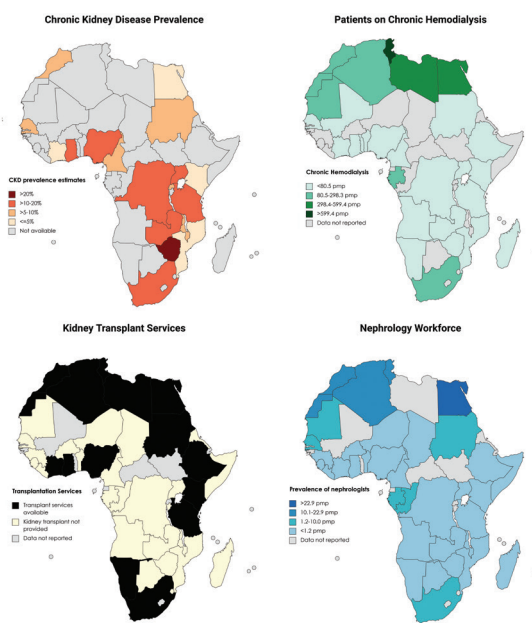 Chronic Kidney Disease Prevalence
CKD prevalence estimates
>20%
>10-20%
>5-10%
<=5%
Not available
Patients on Chronic Hemodialysis
Chronic Hemodialysis
<80.5 pmp
80.5-298.3 pmp
298.4-599.4 pmp
>599.4 pmp
Data not reported
Kidney Transplant Services
Transplantation Services
Transplant services
available
Kidney transplant not
provided
Data not reported
Nephrology Workforce
Prevalence of nephrologists
>22.9 pmp
10.1-22.9 pmp
1.2-10.0 pmp
<1.2 pmp
Data not reported